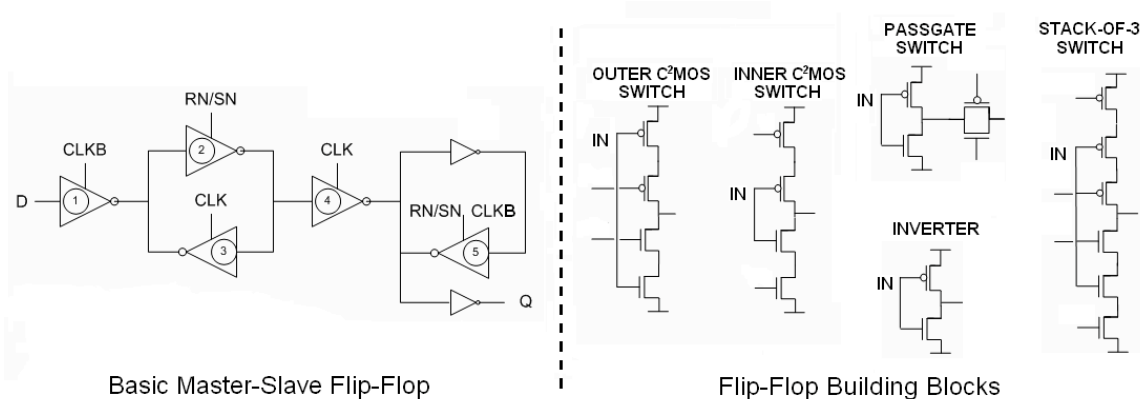 RN/SN
CLKB
2
CLK
CLK
D
1
4
RN/SN CLKB
3
5
Q
Basic Master-Slave Flip-Flop
OUTER C²MOS
SWITCH
INNER C²MOS
SWITCH
PASSGATE
SWITCH
STACK-OF-3
SWITCH
IN
IN
IN
IN
INVERTER
IN
Flip-Flop Building Blocks